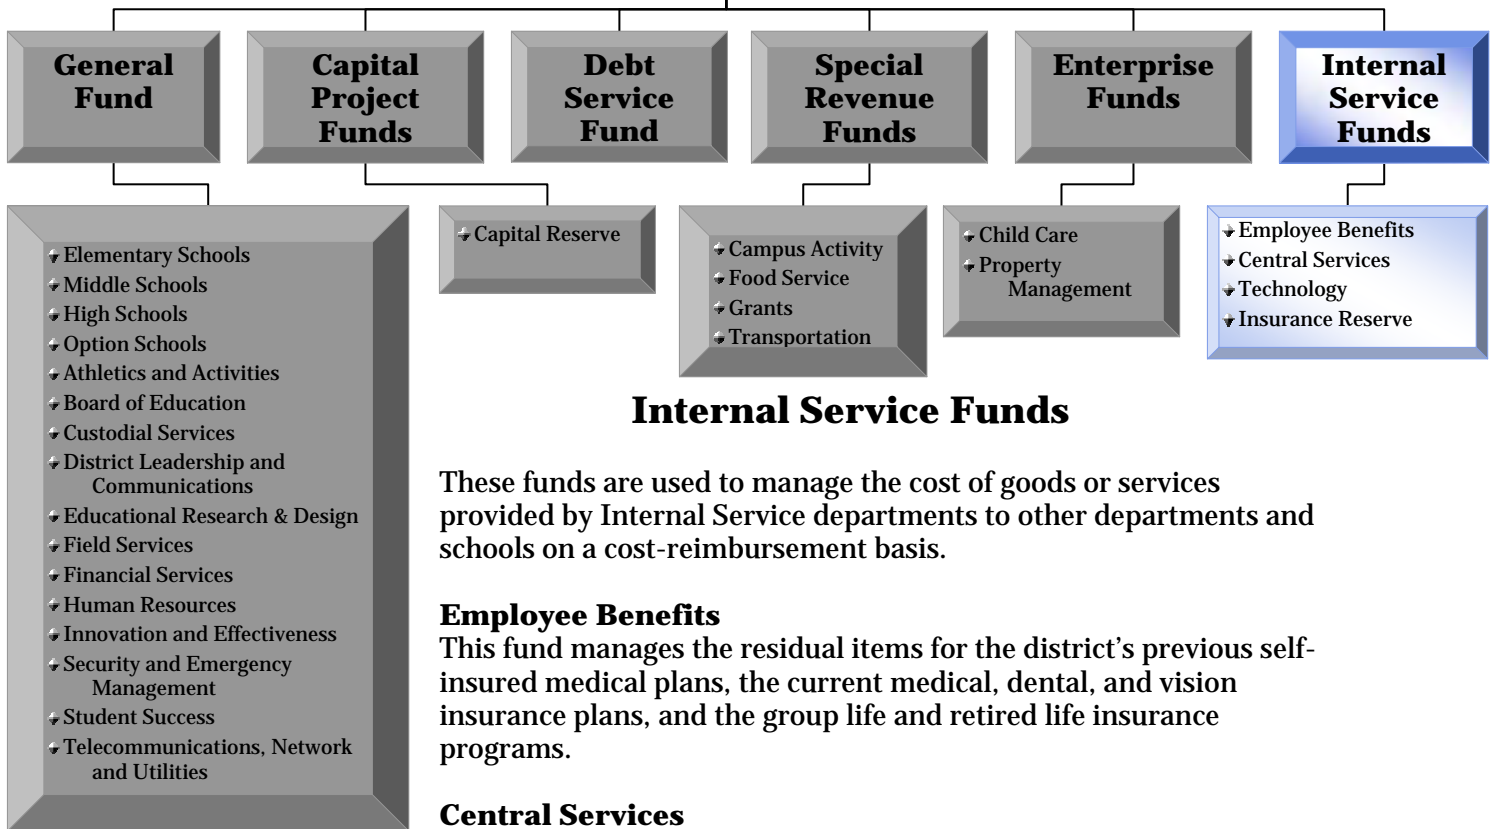 General
Fund
Capital
Project
Funds
Debt
Service
Fund
Special
Revenue
Funds
Enterprise
Funds
Internal
Service
Funds
Elementary Schools
Middle Schools
High Schools
Option Schools
Athletics and Activities
Board of Education
Custodial Services
District Leadership and
Communications
Educational Research & Design
Field Services
Financial Services
Human Resources
Innovation and Effectiveness
Security and Emergency
Management
Student Success
Telecommunications, Network
and Utilities
Capital Reserve
Campus Activity
Food Service
Grants
Transportation
Child Care
Property
Management
Employee Benefits
Central Services
Technology
Insurance Reserve
Internal Service Funds
These funds are used to manage the cost of goods or services
provided by Internal Service departments to other departments and
schools on a cost-reimbursement basis.
Employee Benefits
This fund manages the residual items for the district’s previous self-
insured medical plans, the current medical, dental, and vision
insurance plans, and the group life and retired life insurance
programs.
Central Services